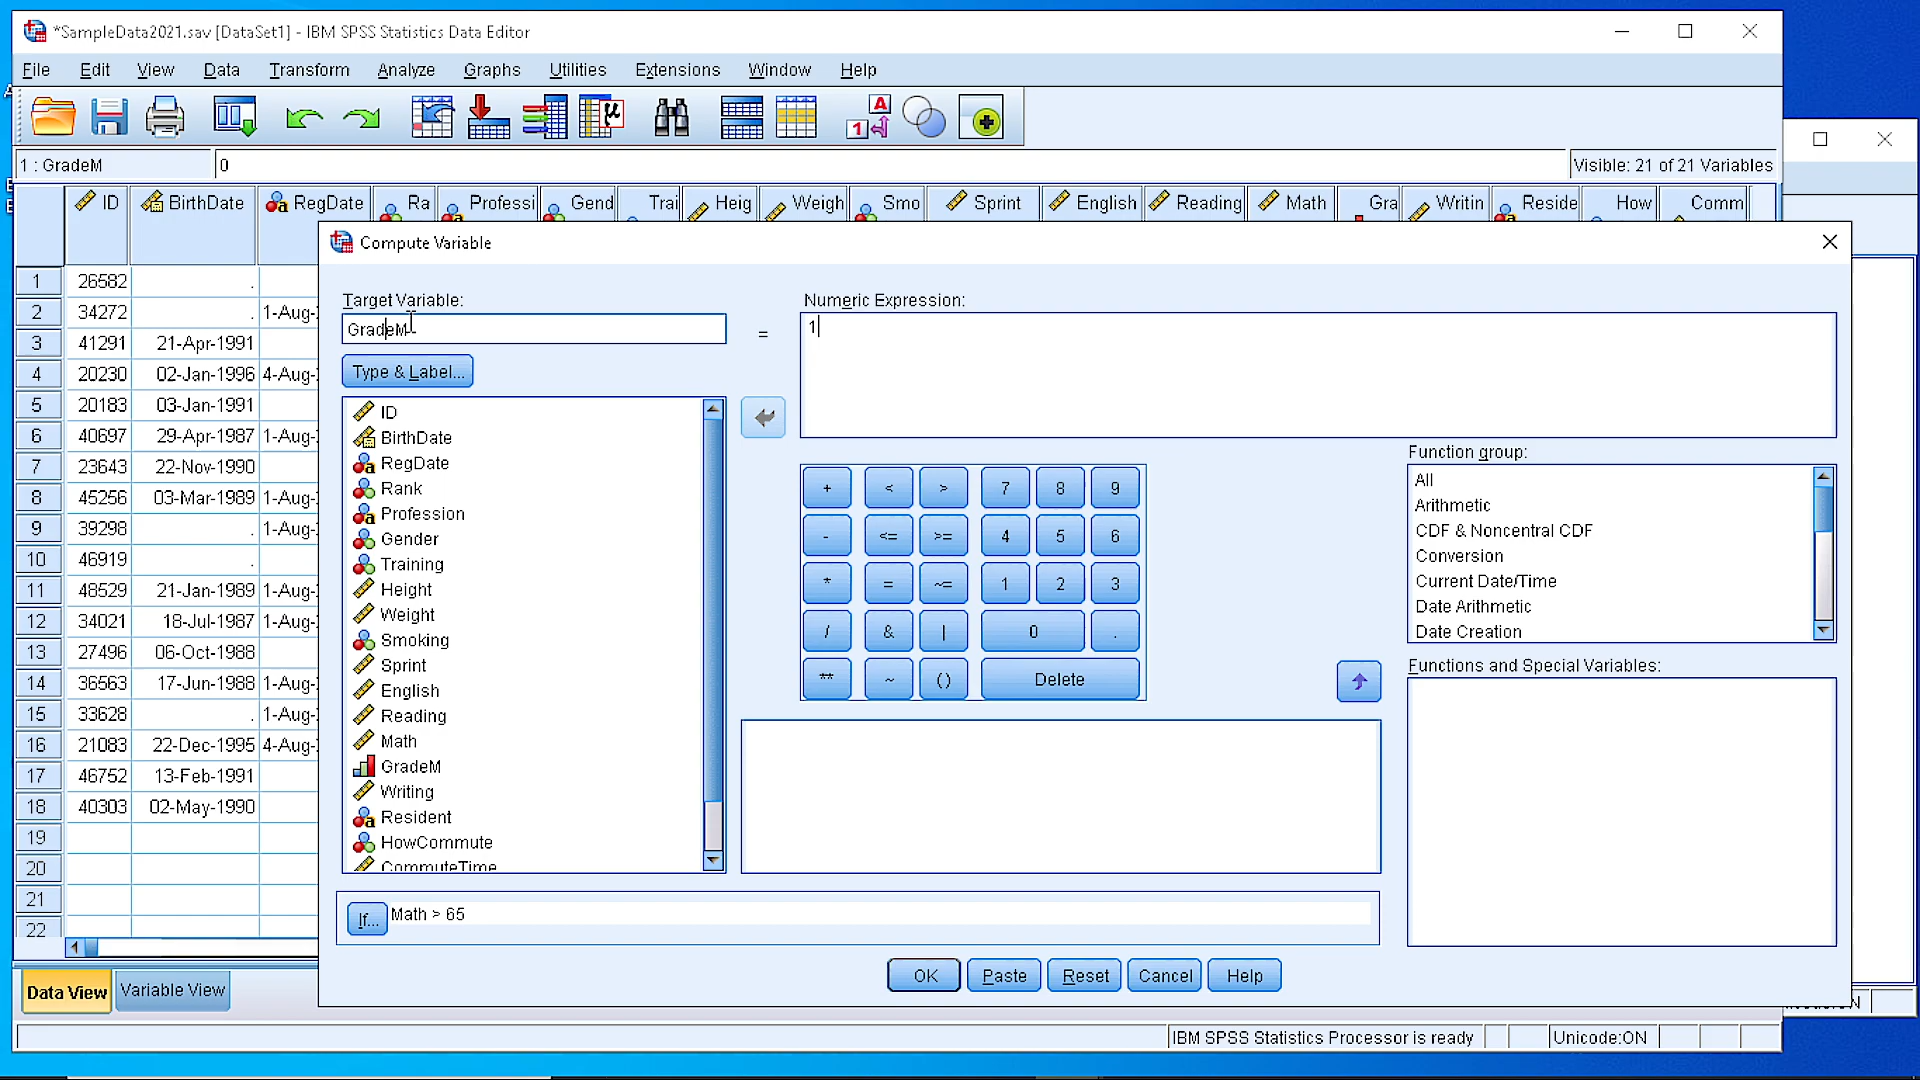 *SampleData2021.sav [DataSet1] - IBM SPSS Statistics Data Editor
File Edit View Data Transform Analyze Graphs Utilities Extensions Window Help
1 : GradeM 0 Visible: 21 of 21 Variables
ID BirthDate RegDate Ra Professi Gend Trai Heig Weigh Smo Sprint English Reading Math Gra Writin Reside How Comm
Compute Variable
1 26582 .
2 34272 . 1-Aug-
3 41291 21-Apr-1991
4 20230 02-Jan-1996 4-Aug-
5 20183 03-Jan-1991
6 40697 29-Apr-1987 1-Aug-
7 23643 22-Nov-1990
8 45256 03-Mar-1989 1-Aug-
9 39298 . 1-Aug-
10 46919 .
11 48529 21-Jan-1989 1-Aug-
12 34021 18-Jul-1987 1-Aug-
13 27496 06-Oct-1988
14 36563 17-Jun-1988 1-Aug-
15 33628 . 1-Aug-
16 21083 22-Dec-1995 4-Aug-
17 46752 13-Feb-1991
18 40303 02-May-1990
19
20
21
22
Target Variable:
GradeM
=
Numeric Expression:
1
Type & Label...
ID
BirthDate
RegDate
Rank
Profession
Gender
Training
Height
Weight
Smoking
Sprint
English
Reading
Math
GradeM
Writing
Resident
HowCommute
CommuteTime
+ < > 7 8 9
- <= >= 4 5 6
* = ~= 1 2 3
/ & | 0 .
** ~ () Delete
Function group:
All
Arithmetic
CDF & Noncentral CDF
Conversion
Current Date/Time
Date Arithmetic
Date Creation
Functions and Special Variables:
If... Math > 65
OK Paste Reset Cancel Help
Data View Variable View
IBM SPSS Statistics Processor is ready Unicode:ON